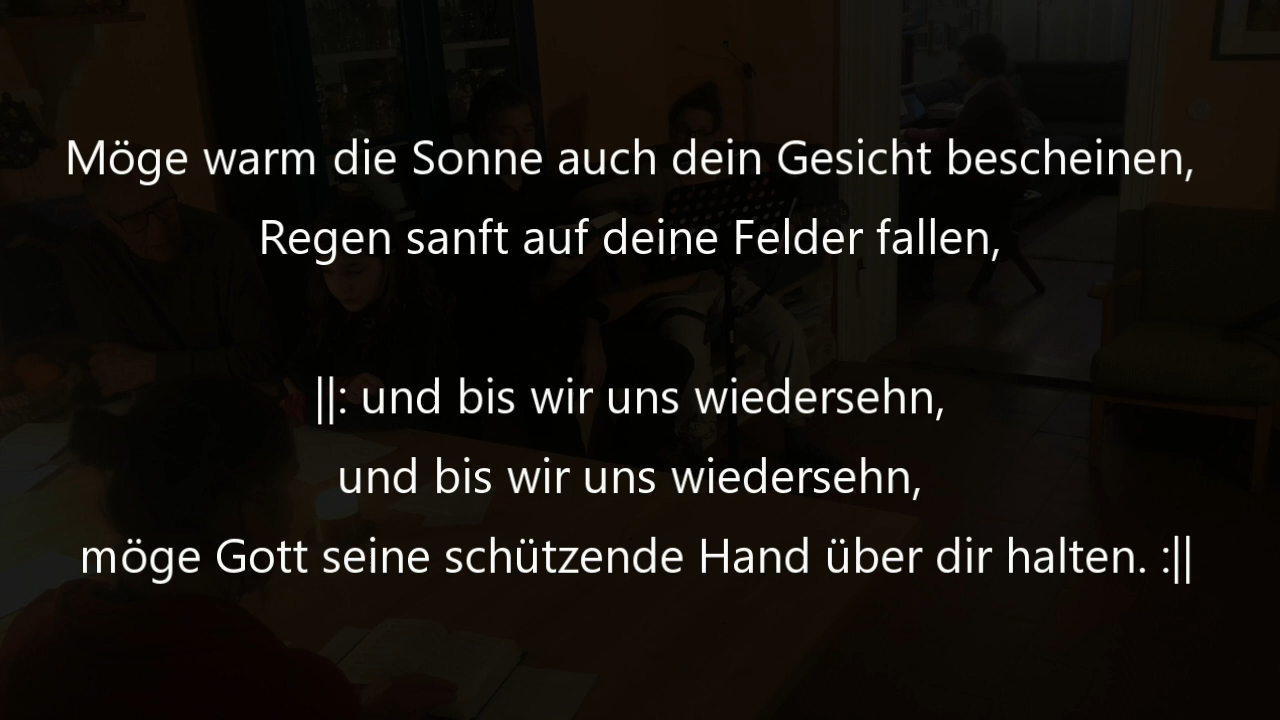 Möge warm die Sonne auch dein Gesicht bescheinen,
Regen sanft auf deine Felder fallen,
||: und bis wir uns wiedersehn,
und bis wir uns wiedersehn,
möge Gott seine schützende Hand über dir halten. :||